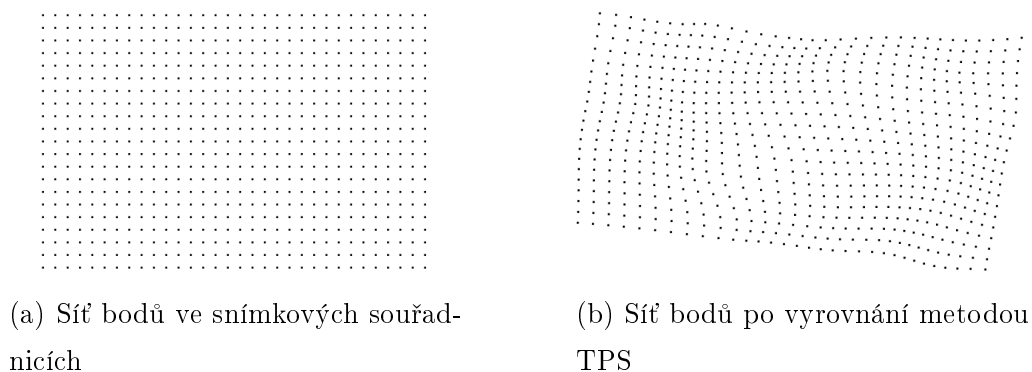 (a) Síť bodů ve snímkových souřad-
nicích
(b) Síť bodů po vyrovnání metodou
TPS